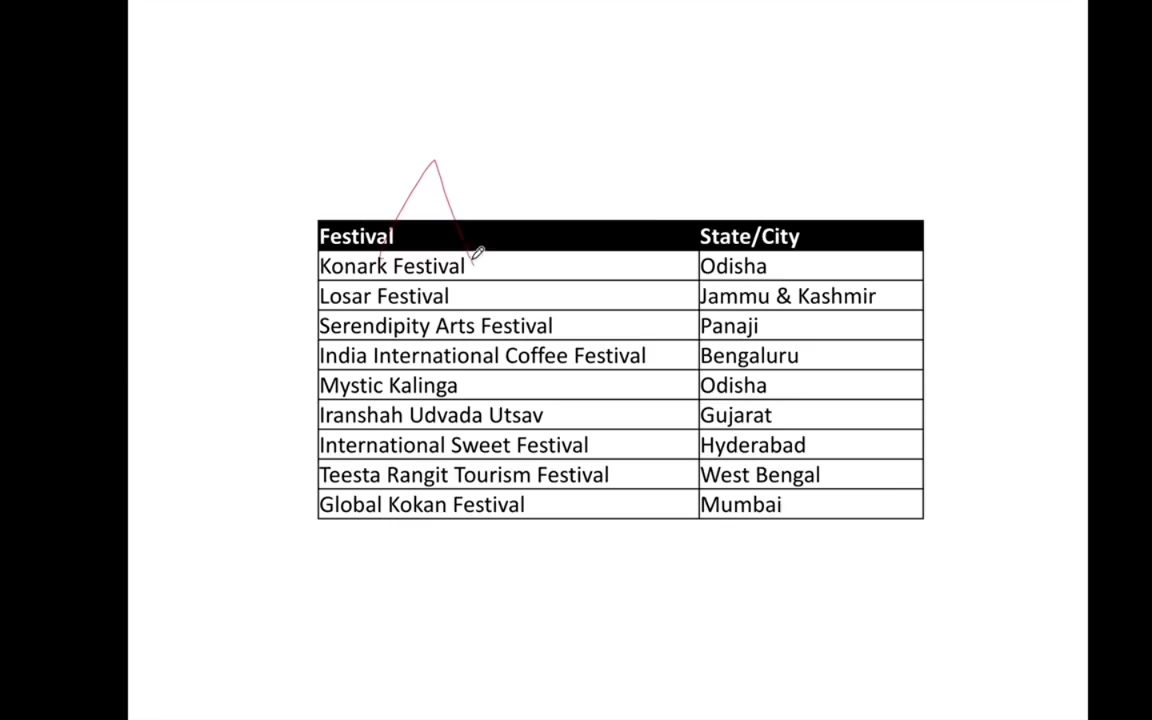 Festival State/City
Konark Festival Odisha
Losar Festival Jammu & Kashmir
Serendipity Arts Festival Panaji
India International Coffee Festival Bengaluru
Mystic Kalinga Odisha
Iranshah Udvada Utsav Gujarat
International Sweet Festival Hyderabad
Teesta Rangit Tourism Festival West Bengal
Global Kokan Festival Mumbai